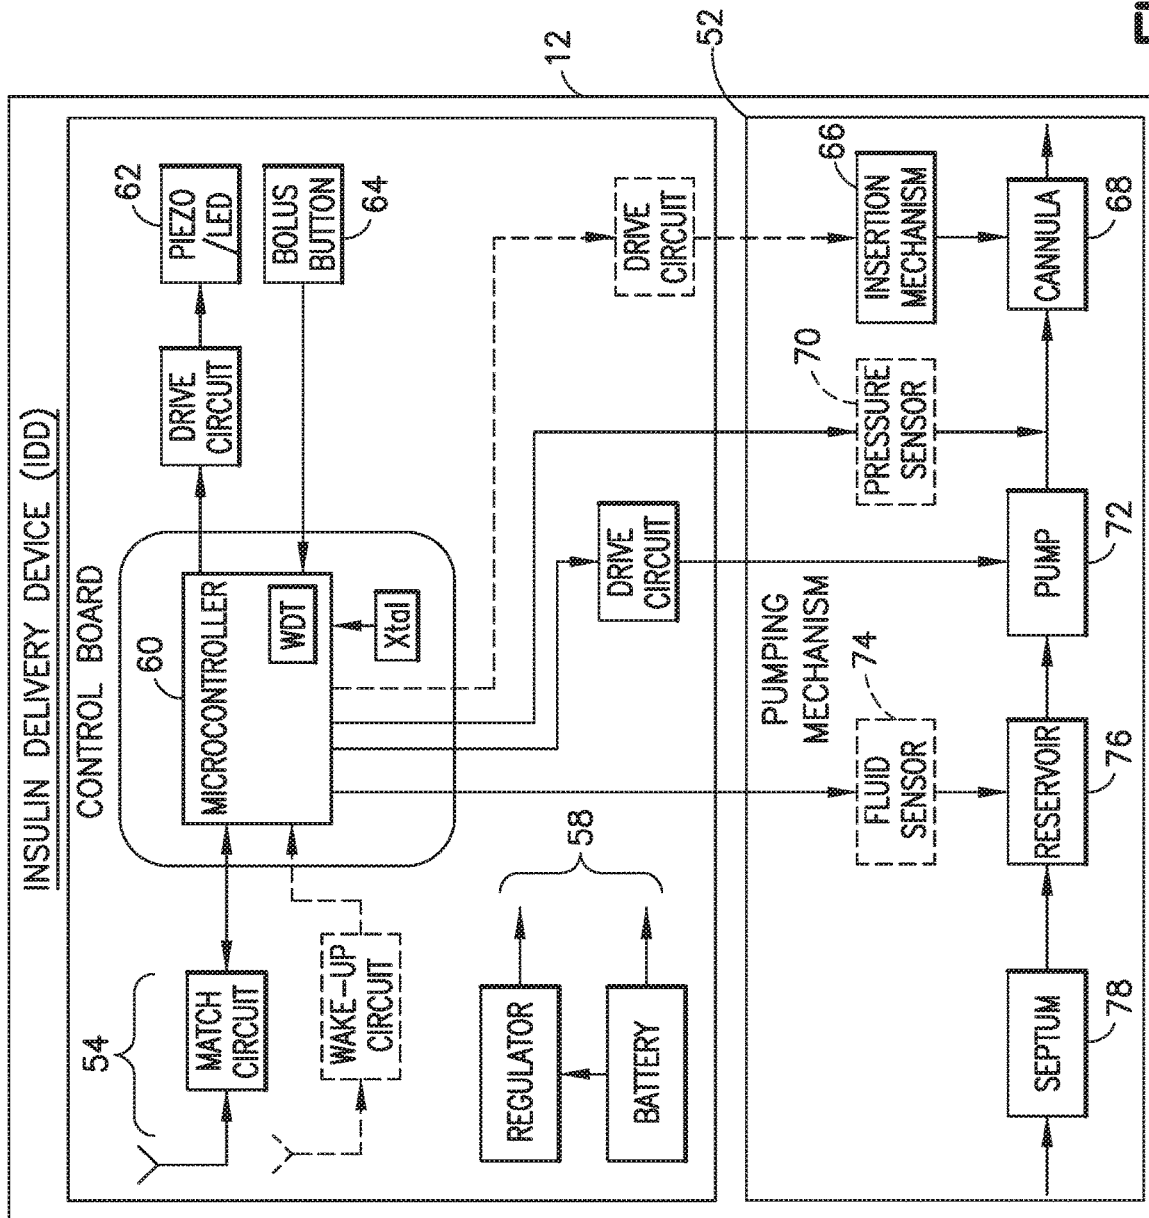 INSULIN DELIVERY DEVICE (IDD)
CONTROL BOARD
54
MATCH
CIRCUIT
WAKE-UP
CIRCUIT
REGULATOR
BATTERY
58
60
MICROCONTROLLER
WDT
Xtal
DRIVE
CIRCUIT
62
PIEZO
/LED
BOLUS
BUTTON
64
DRIVE
CIRCUIT
DRIVE
CIRCUIT
12
52
PUMPING
MECHANISM
74
FLUID
SENSOR
70
PRESSURE
SENSOR
66
INSERTION
MECHANISM
SEPTUM
78
RESERVOIR
76
PUMP
72
CANNULA
68